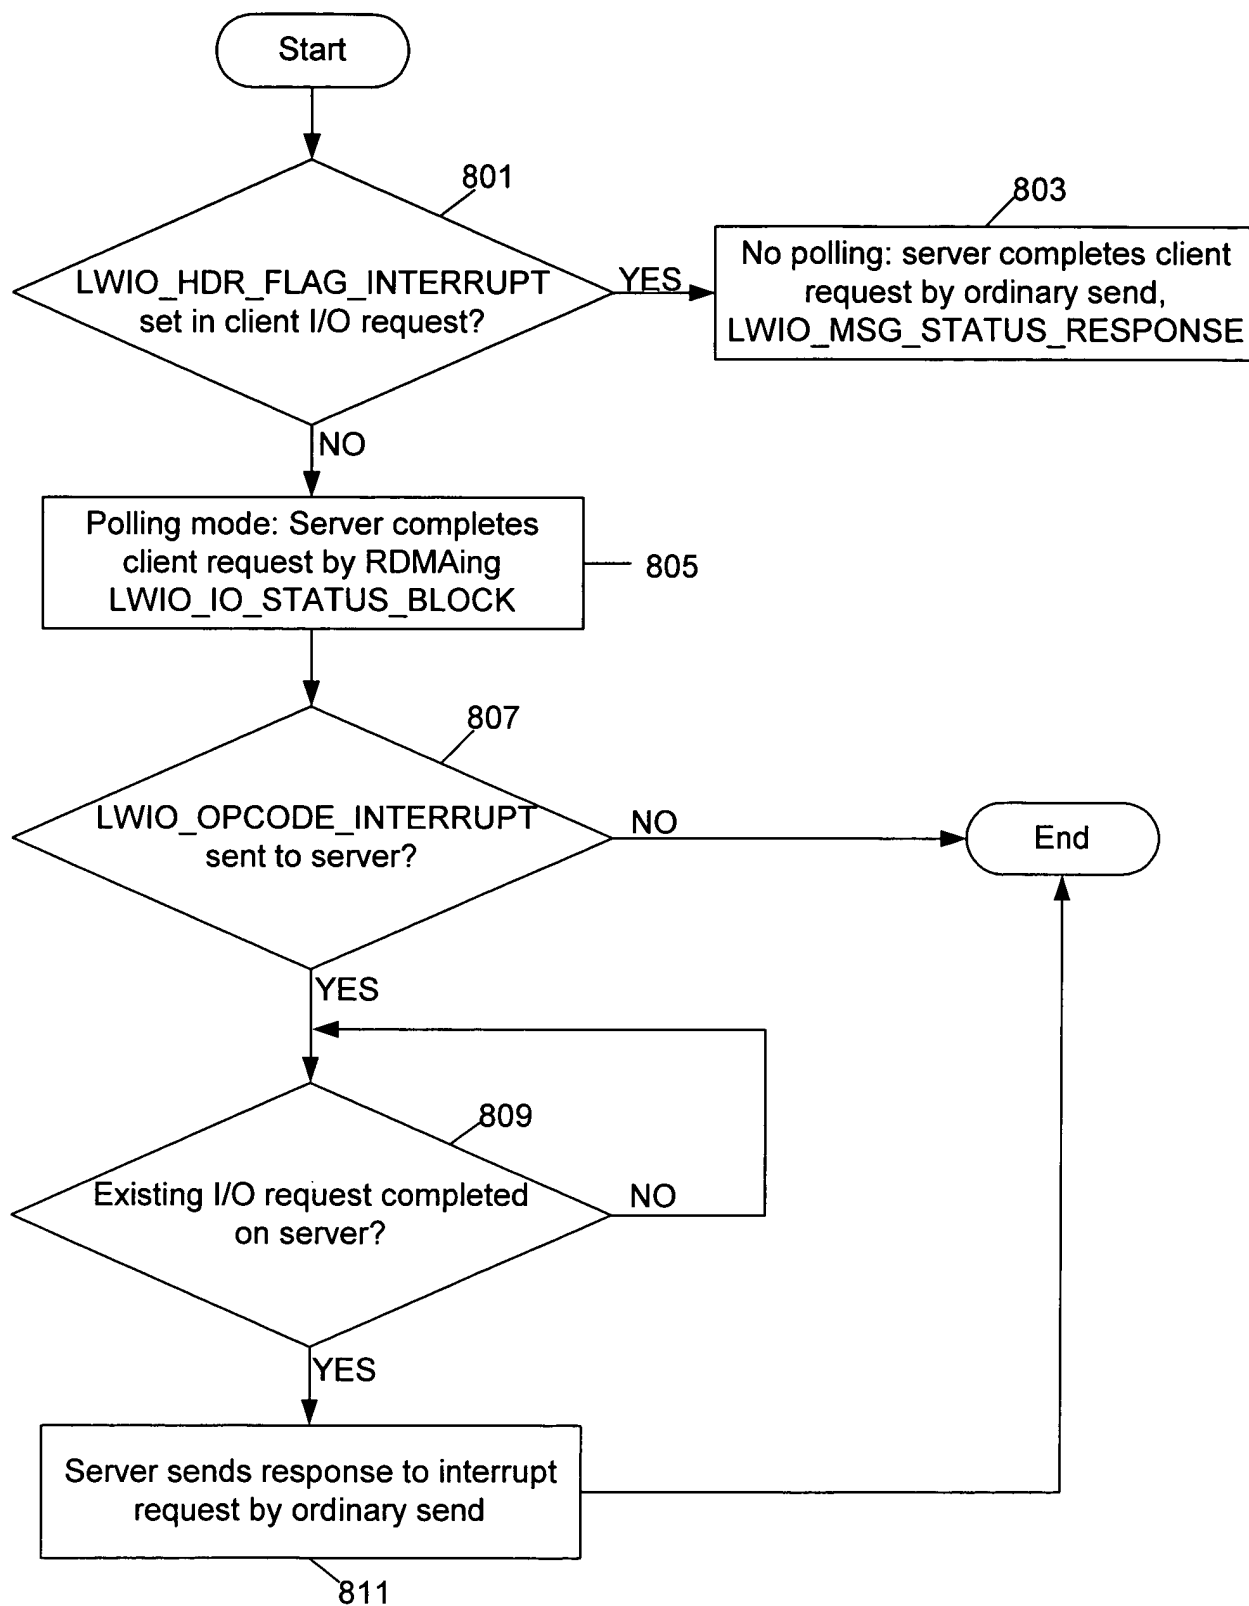 Start
801
LWIO_HDR_FLAG_INTERRUPT
set in client I/O request?
YES
803
No polling: server completes client
request by ordinary send,
LWIO_MSG_STATUS_RESPONSE
NO
Polling mode: Server completes
client request by RDMAing
LWIO_IO_STATUS_BLOCK
805
807
LWIO_OPCODE_INTERRUPT
sent to server?
NO
End
YES
809
Existing I/O request completed
on server?
NO
YES
Server sends response to interrupt
request by ordinary send
811